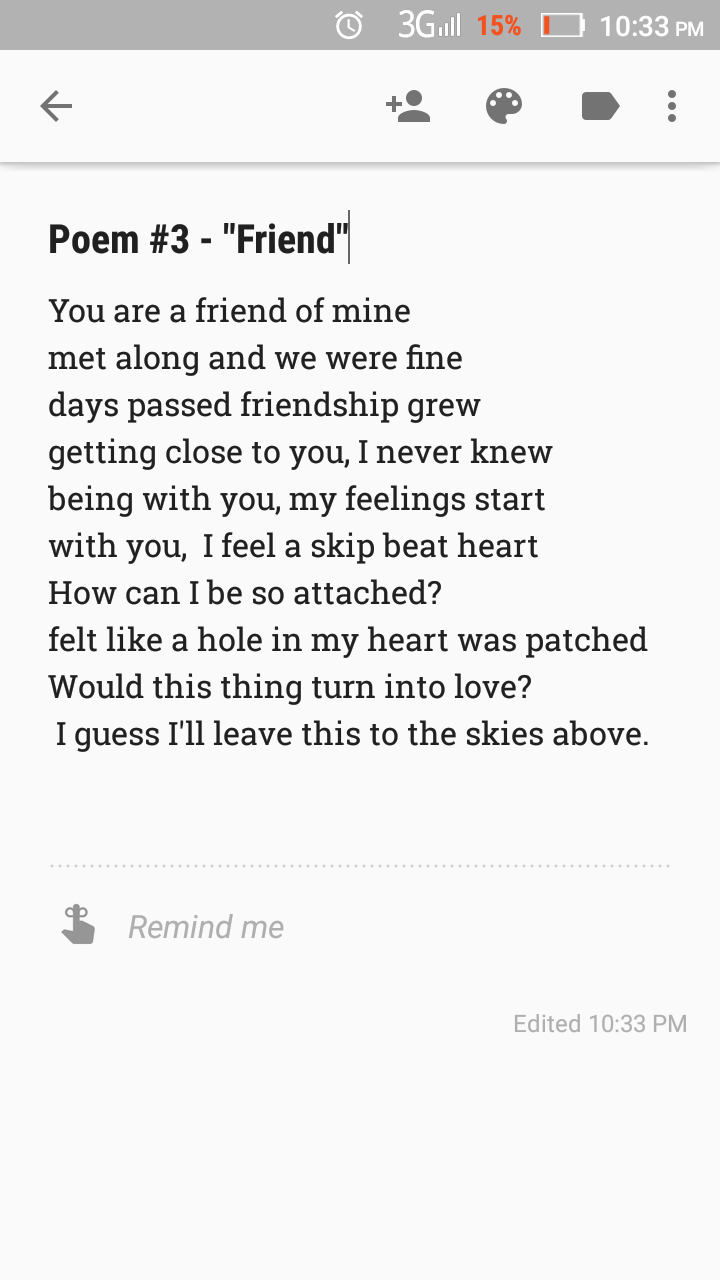 3G 15% 10:33 PM
Poem #3 - "Friend"
You are a friend of mine
met along and we were fine
days passed friendship grew
getting close to you, I never knew
being with you, my feelings start
with you,  I feel a skip beat heart
How can I be so attached?
felt like a hole in my heart was patched
Would this thing turn into love?
 I guess I'll leave this to the skies above.
Remind me
Edited 10:33 PM